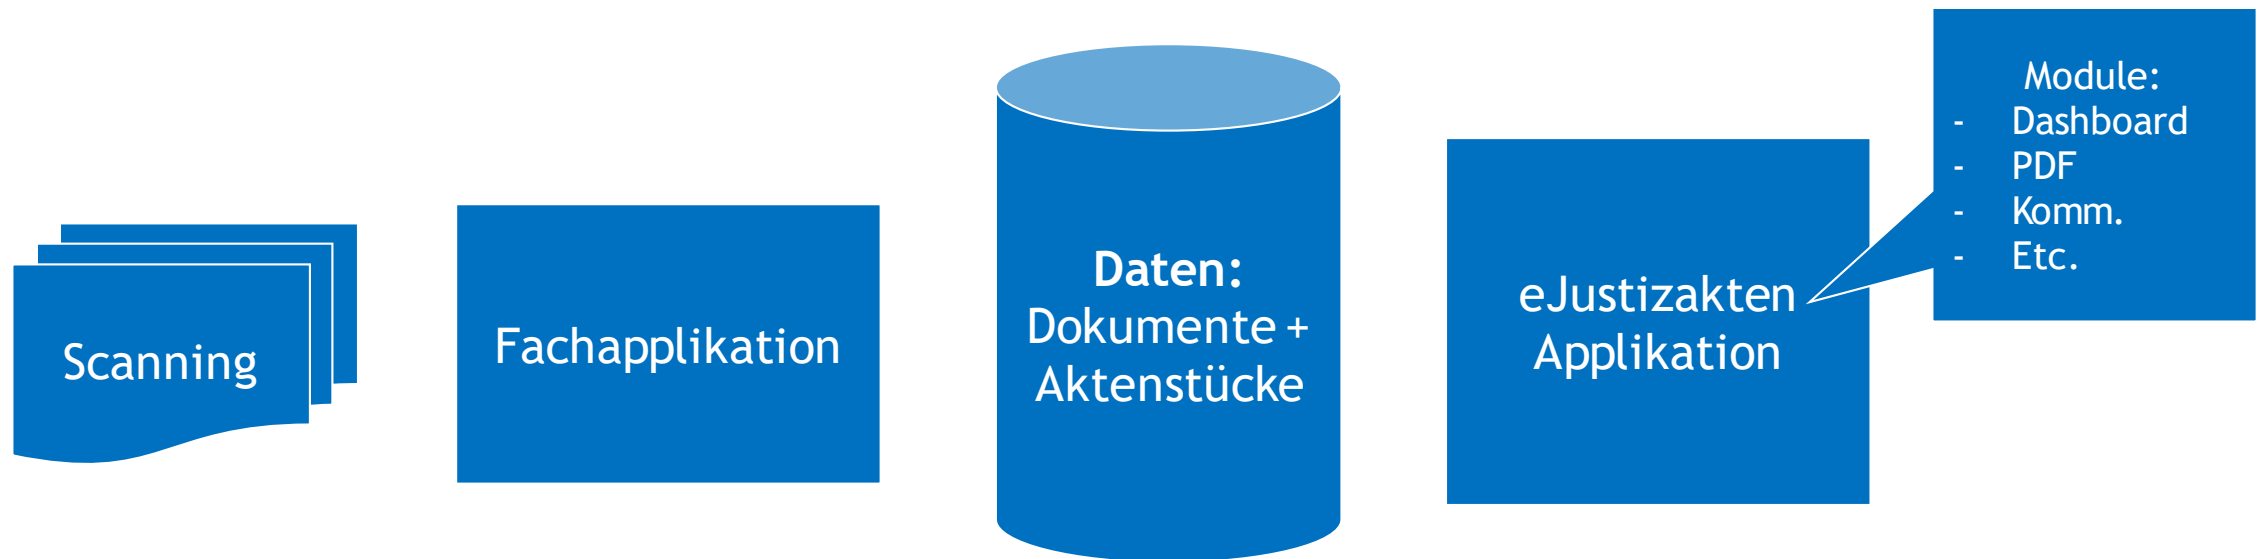 Scanning
Fachapplikation
Daten:
Dokumente +
Aktenstücke
eJustizakten
Applikation
Module:
- Dashboard
- PDF
- Komm.
- Etc.